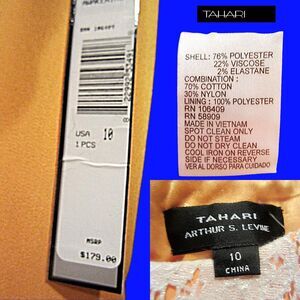 RN# 106409
USA 10
1 PCS
MSRP
$179.00
TAHARI
SHELL: 76% POLYESTER
22% VISCOSE
2% ELASTANE
COMBINATION :
70% COTTON
30% NYLON
LINING : 100% POLYESTER
RN 106409
RN 58909
MADE IN VIETNAM
SPOT CLEAN ONLY
DO NOT STEAM
DO NOT DRY CLEAN
COOL IRON ON REVERSE
SIDE IF NECESSARY
VER AL DORSO PARA CUIDADO
TAHARI
ARTHUR S. LEVINE
10
CHINA